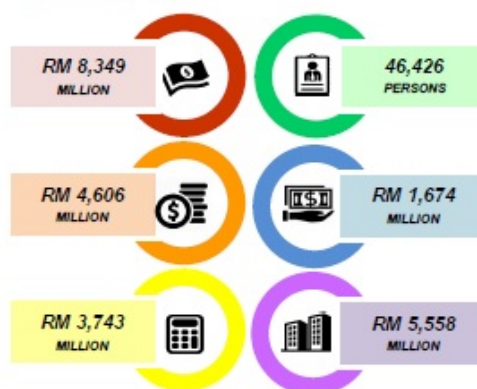 RM 8,349
MILLION
46,426
PERSONS
RM 4,606
MILLION
RM 1,674
MILLION
RM 3,743
MILLION
RM 5,558
MILLION